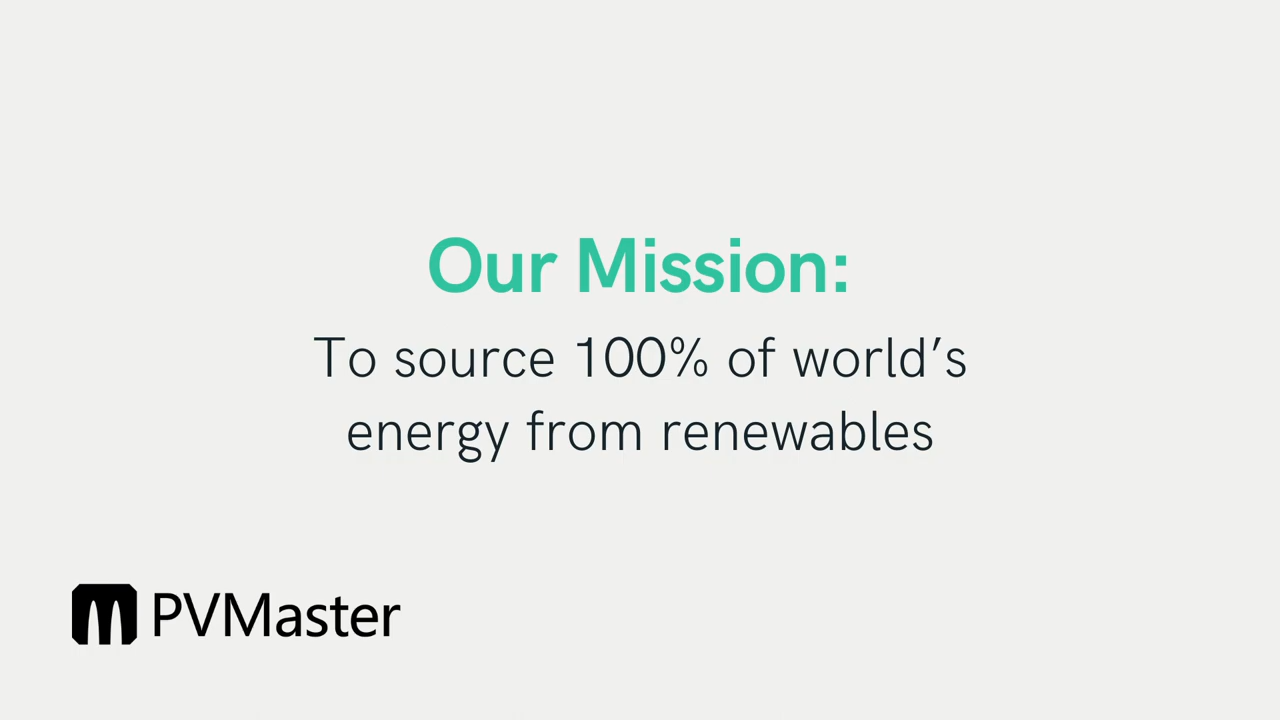 Our Mission:
To source 100% of world’s
energy from renewables
PVMaster